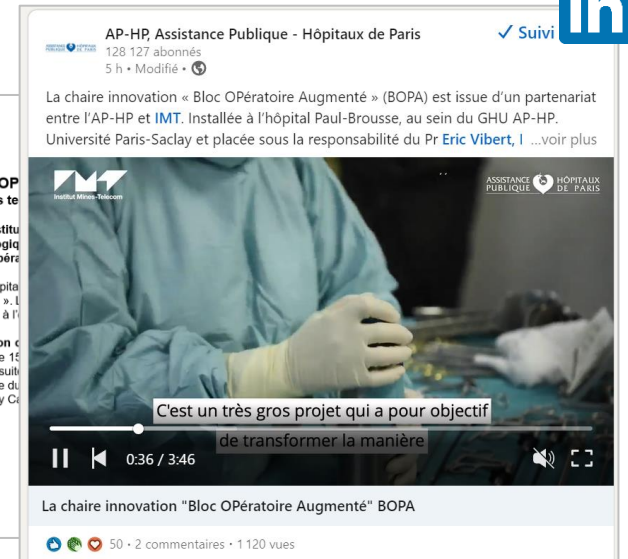 in
AP-HP, Assistance Publique - Hôpitaux de Paris
✓ Suivi
128 127 abonnés
5 h • Modifié •
La chaire innovation « Bloc OPératoire Augmenté » (BOPA) est issue d'un partenariat
entre l'AP-HP et IMT. Installée à l'hôpital Paul-Brousse, au sein du GHU AP-HP.
Université Paris-Saclay et placée sous la responsabilité du Pr Eric Vibert, l ...voir plus
Institut Mines-Telecom
ASSISTANCE HÔPITAUX
PUBLIQUE DE PARIS
C'est un très gros projet qui a pour objectif
de transformer la manière
0:36 / 3:46
La chaire innovation "Bloc OPératoire Augmenté" BOPA
50 • 2 commentaires • 1 120 vues